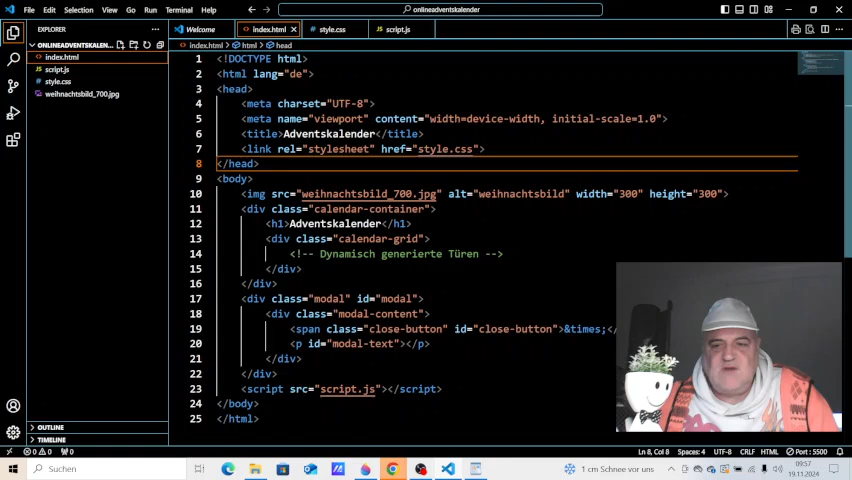 File Edit Selection View Go Run Terminal Help
onlineadventskalender
EXPLORER
Welcome
index.html
style.css
script.js
ONLINEADVENTSKALEN...
index.html > html > head
index.html
script.js
style.css
weihnachtsbild_700.jpg
1 <!DOCTYPE html>
2 <html lang="de">
3 <head>
4 <meta charset="UTF-8">
5 <meta name="viewport" content="width=device-width, initial-scale=1.0">
6 <title>Adventskalender</title>
7 <link rel="stylesheet" href="style.css">
8 </head>
9 <body>
10 <img src="weihnachtsbild_700.jpg" alt="weihnachtsbild" width="300" height="300">
11 <div class="calendar-container">
12 <h1>Adventskalender</h1>
13 <div class="calendar-grid">
14 <!-- Dynamisch generierte Türen -->
15 </div>
16 </div>
17 <div class="modal" id="modal">
18 <div class="modal-content">
19 <span class="close-button" id="close-button">&times;</
20 <p id="modal-text"></p>
21 </div>
22 </div>
23 <script src="script.js"></script>
24 </body>
25 </html>
OUTLINE
TIMELINE
0 0 0 Ln 8, Col 8 Spaces: 4 UTF-8 CRLF HTML Port : 5500
Suchen
1 cm Schnee vor uns
09:57
19.11.2024